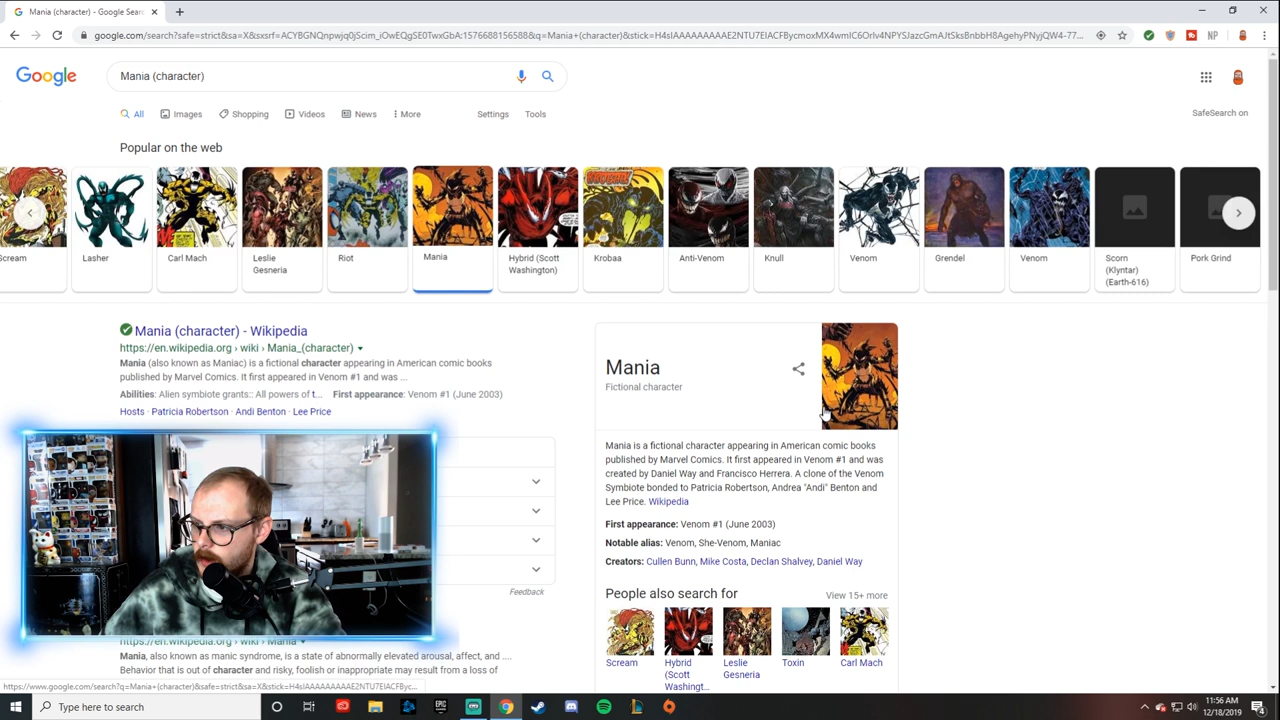 Mania (character) - Google Sear
google.com/search?safe=strict&sa=X&sxsrf=ACYBGNQnpwjq0jScim_iOwEQgSE0TwxGbA:1576688156588&q=Mania+(character)&stick=
Google
Mania (character)
All
Images
Shopping
Videos
News
More
Settings
Tools
SafeSearch on
Popular on the web
Scream
Lasher
Carl Mach
Leslie Gesneria
Riot
Mania
Hybrid (Scott Washington)
Krobaa
Anti-Venom
Knull
Venom
Grendel
Venom
Scorn (Klyntar) (Earth-616)
Pork Grind
Mania (character) - Wikipedia
https://en.wikipedia.org › wiki › Mania_(character)
Mania (also known as Maniac) is a fictional character appearing in American comic books
published by Marvel Comics. It first appeared in Venom #1 and was ...
Abilities: Alien symbiote grants:: All powers of t... First appearance: Venom #1 (June 2003)
Hosts · Patricia Robertson · Andi Benton · Lee Price
Feedback
https://en.wikipedia.org › wiki › Mania
Mania, also known as manic syndrome, is a state of abnormally elevated arousal, affect, and ....
Behavior that is out of character and risky, foolish or inappropriate may result from a loss of
Mania
Fictional character
Mania is a fictional character appearing in American comic books
published by Marvel Comics. It first appeared in Venom #1 and was
created by Daniel Way and Francisco Herrera. A clone of the Venom
Symbiote bonded to Patricia Robertson, Andrea "Andi" Benton and
Lee Price. Wikipedia
First appearance: Venom #1 (June 2003)
Notable alias: Venom, She-Venom, Maniac
Creators: Cullen Bunn, Mike Costa, Declan Shalvey, Daniel Way
People also search for
View 15+ more
Scream
Hybrid (Scott Washingt...
Leslie Gesneria
Toxin
Carl Mach
Type here to search
11:56 AM
12/18/2019